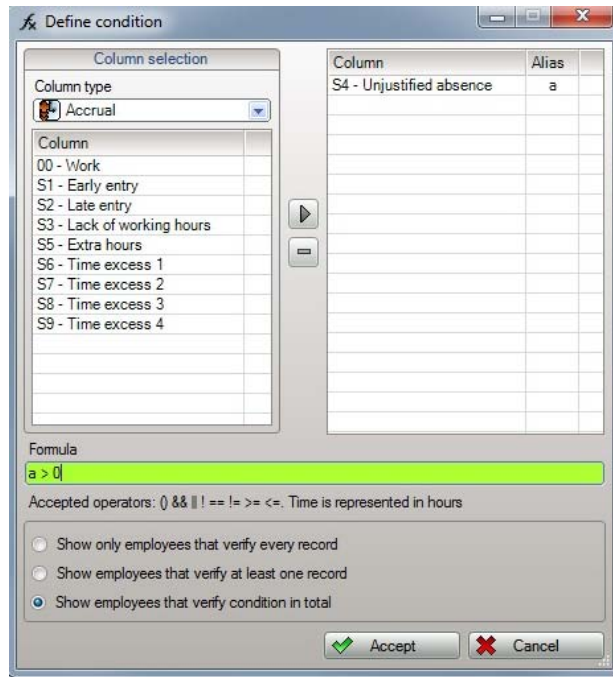 Define condition
Column selection
Column type
Accrual
Column
00 - Work
S1 - Early entry
S2 - Late entry
S3 - Lack of working hours
S5 - Extra hours
S6 - Time excess 1
S7 - Time excess 2
S8 - Time excess 3
S9 - Time excess 4
Column Alias
S4 - Unjustified absence a
Formula
a > 0
Accepted operators: () && || ! == != >= <=. Time is represented in hours
Show only employees that verify every record
Show employees that verify at least one record
Show employees that verify condition in total
Accept Cancel